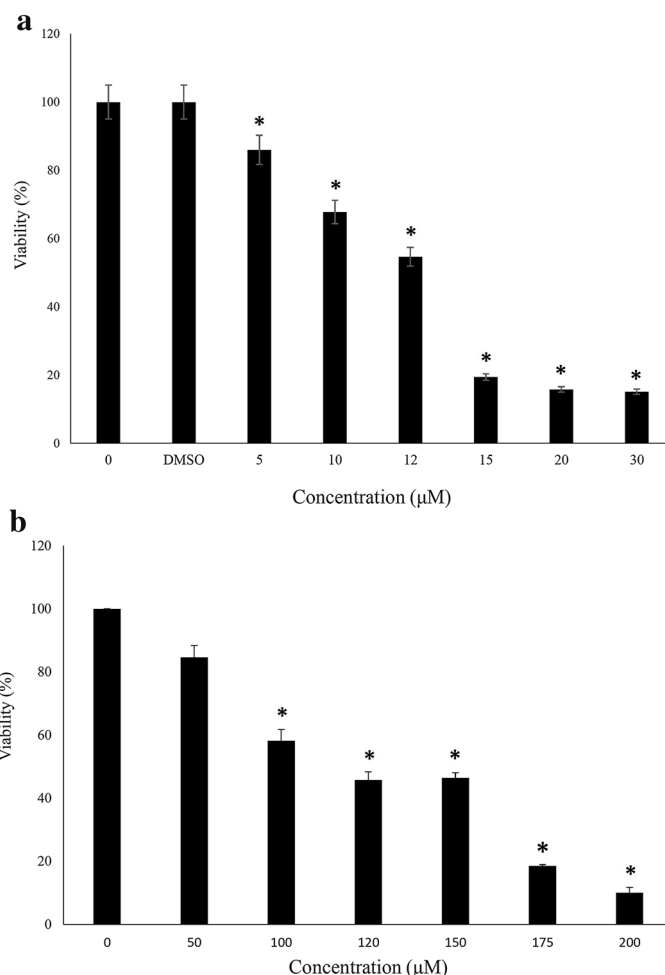 a
120
100
80
60
40
20
0
Viability (%)
* * * * * *
0 DMSO 5 10 12 15 20 30
Concentration (μM)
b
120
100
80
60
40
20
0
Viability (%)
* * * * *
0 50 100 120 150 175 200
Concentration (μM)